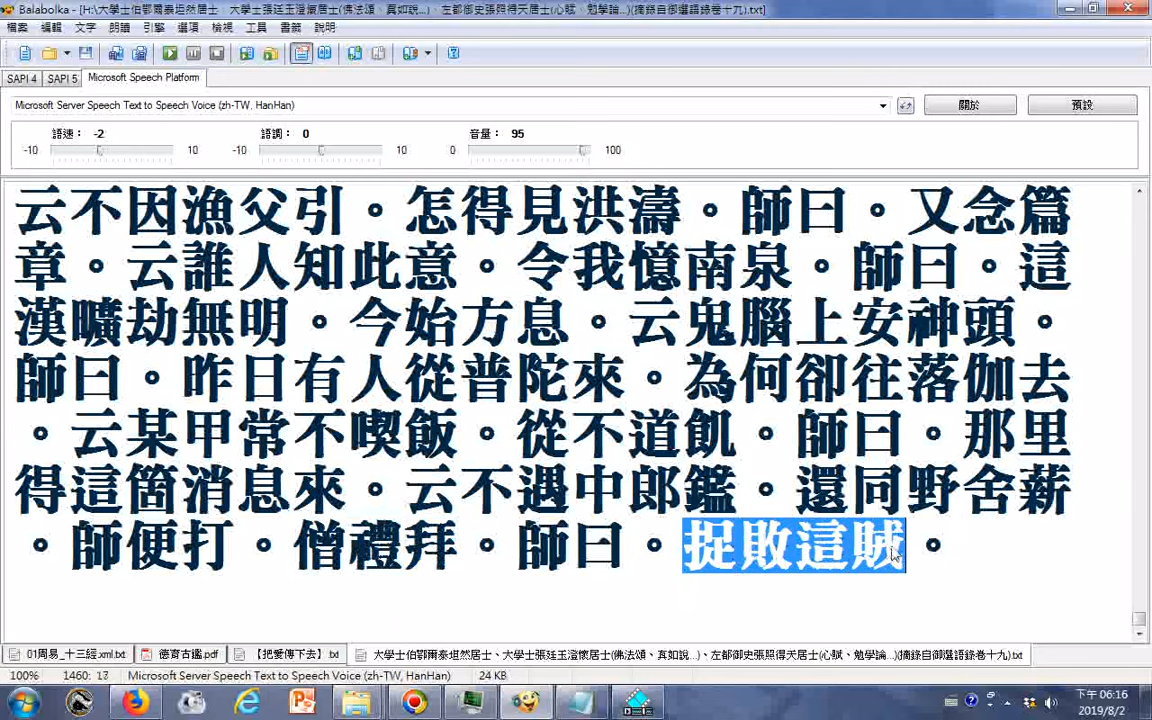 Balabolka - [H:\大學士伯鄂爾泰坦然居士、大學士張廷玉澄懷居士(佛法頌、真如說...)、左都御史張照得天居士(心賦、勉學論...)(摘錄自御選語錄卷十九).txt]
檔案 編輯 文字 朗讀 引擎 選項 檢視 工具 書籤 說明
SAPI 4 SAPI 5 Microsoft Speech Platform
Microsoft Server Speech Text to Speech Voice (zh-TW, HanHan) 關於 預設
語速： -2 語調： 0 音量： 95
-10 10 -10 10 0 100
云不因漁父引。怎得見洪濤。師曰。又念篇
章。云誰人知此意。令我憶南泉。師曰。這
漢曠劫無明。今始方息。云鬼腦上安神頭。
師曰。昨日有人從普陀來。為何卻往落伽去
。云某甲常不喫飯。從不道飢。師曰。那里
得這箇消息來。云不遇中郎鑑。還同野舍薪
。師便打。僧禮拜。師曰。捉敗這賊。
01周易_十三經.xml.txt 德育古鑑.pdf 【把愛傳下去】.txt 大學士伯鄂爾泰坦然居士、大學士張廷玉澄懷居士(佛法頌、真如說...)、左都御史張照得天居士(心賦、勉學論...)(摘錄自御選語錄卷十九).txt
100% 1460: 17 Microsoft Server Speech Text to Speech Voice (zh-TW, HanHan) 24 KB
下午 06:16
2019/8/2